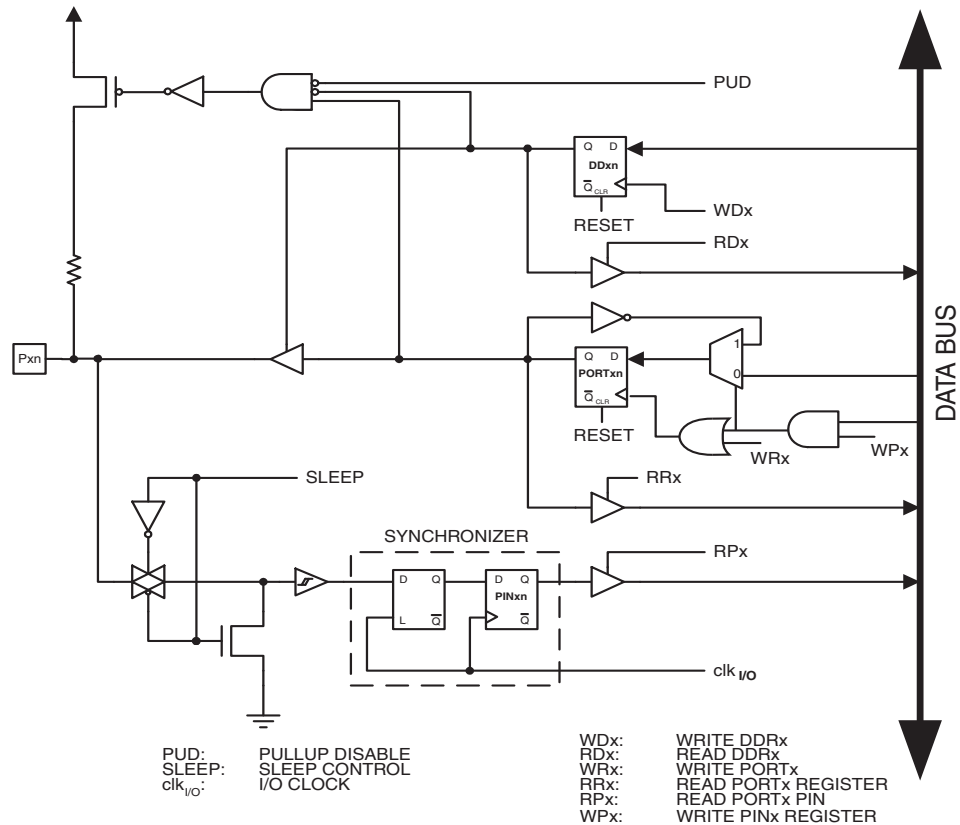 PUD
Q D
DDxn
Q CLR
WDx
RESET
RDx
1
Pxn
Q D
0
PORTxn
Q CLR
RESET
WRx
WPx
DATA BUS
RRx
SLEEP
SYNCHRONIZER
RPx
D Q
L Q
D Q
PINxn
Q
clk I/O
PUD: PULLUP DISABLE
SLEEP: SLEEP CONTROL
clk I/O: I/O CLOCK
WDx: WRITE DDRx
RDx: READ DDRx
WRx: WRITE PORTx
RRx: READ PORTx REGISTER
RPx: READ PORTx PIN
WPx: WRITE PINx REGISTER